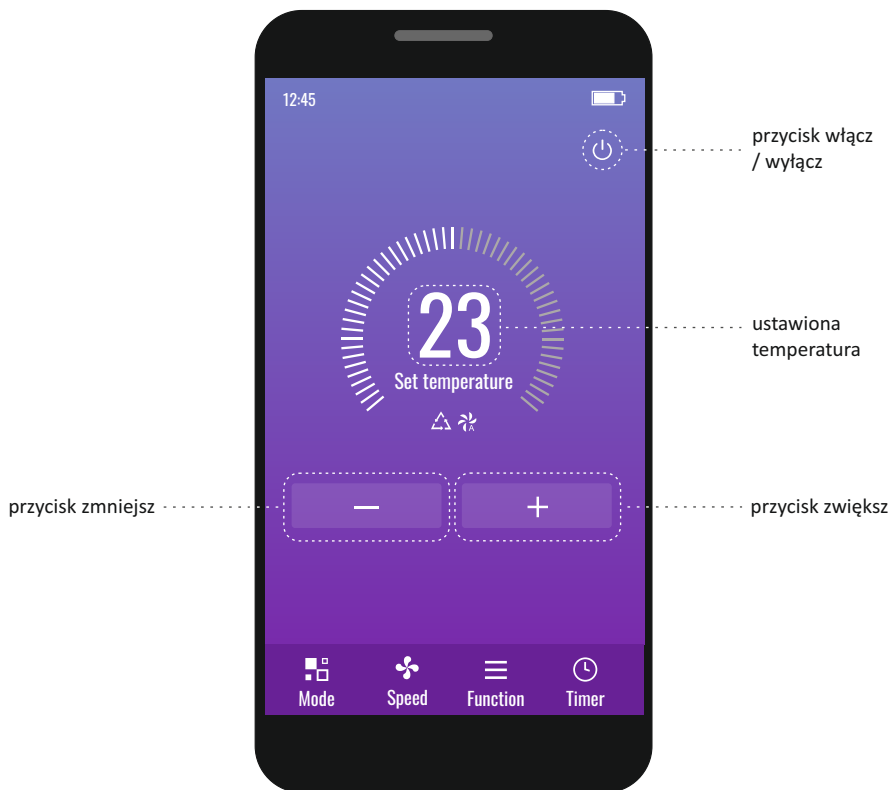 12:45
przycisk włącz
/ wyłącz
23
ustawiona
temperatura
Set temperature
A
przycisk zmniejsz
−
+
przycisk zwiększ
Mode
Speed
Function
Timer